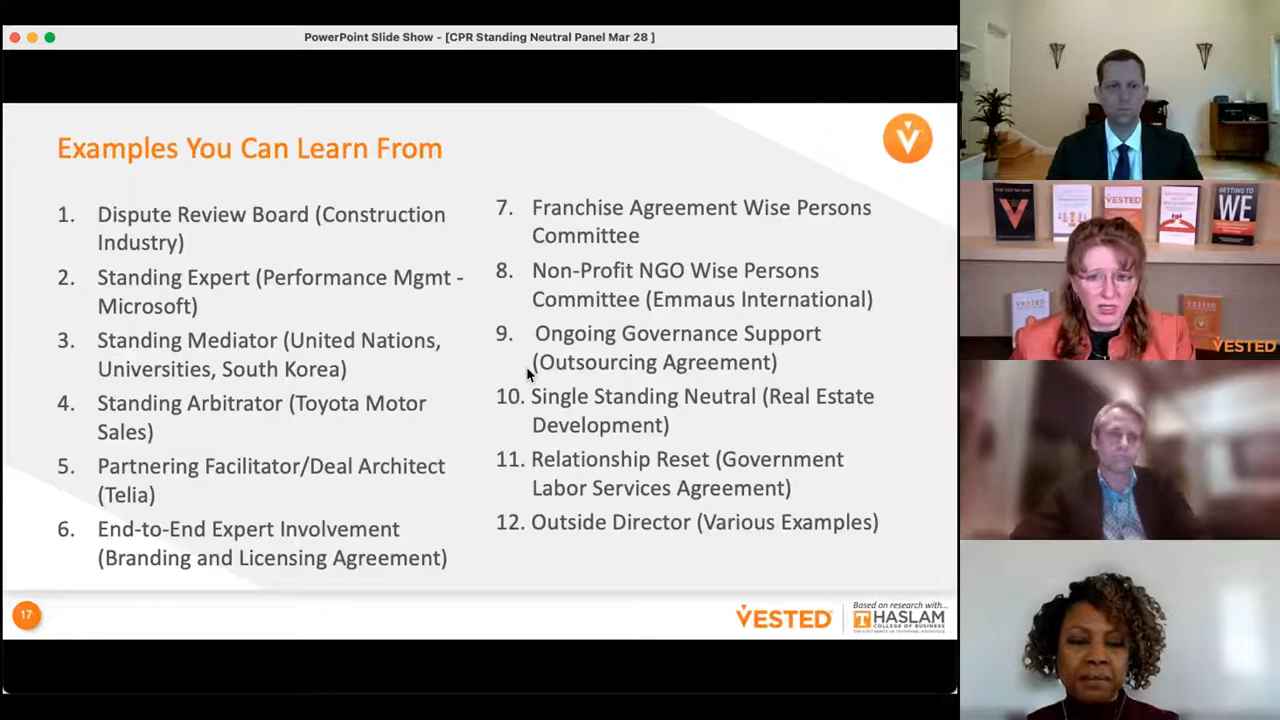 PowerPoint Slide Show - [CPR Standing Neutral Panel Mar 28 ]
Examples You Can Learn From
1. Dispute Review Board (Construction
Industry)
2. Standing Expert (Performance Mgmt -
Microsoft)
3. Standing Mediator (United Nations,
Universities, South Korea)
4. Standing Arbitrator (Toyota Motor
Sales)
5. Partnering Facilitator/Deal Architect
(Telia)
6. End-to-End Expert Involvement
(Branding and Licensing Agreement)
7. Franchise Agreement Wise Persons
Committee
8. Non-Profit NGO Wise Persons
Committee (Emmaus International)
9. Ongoing Governance Support
(Outsourcing Agreement)
10. Single Standing Neutral (Real Estate
Development)
11. Relationship Reset (Government
Labor Services Agreement)
12. Outside Director (Various Examples)
17
VESTED
Based on research with...
T HASLAM
COLLEGE OF BUSINESS
VESTED
GETTING TO
WE
VESTED
VESTED